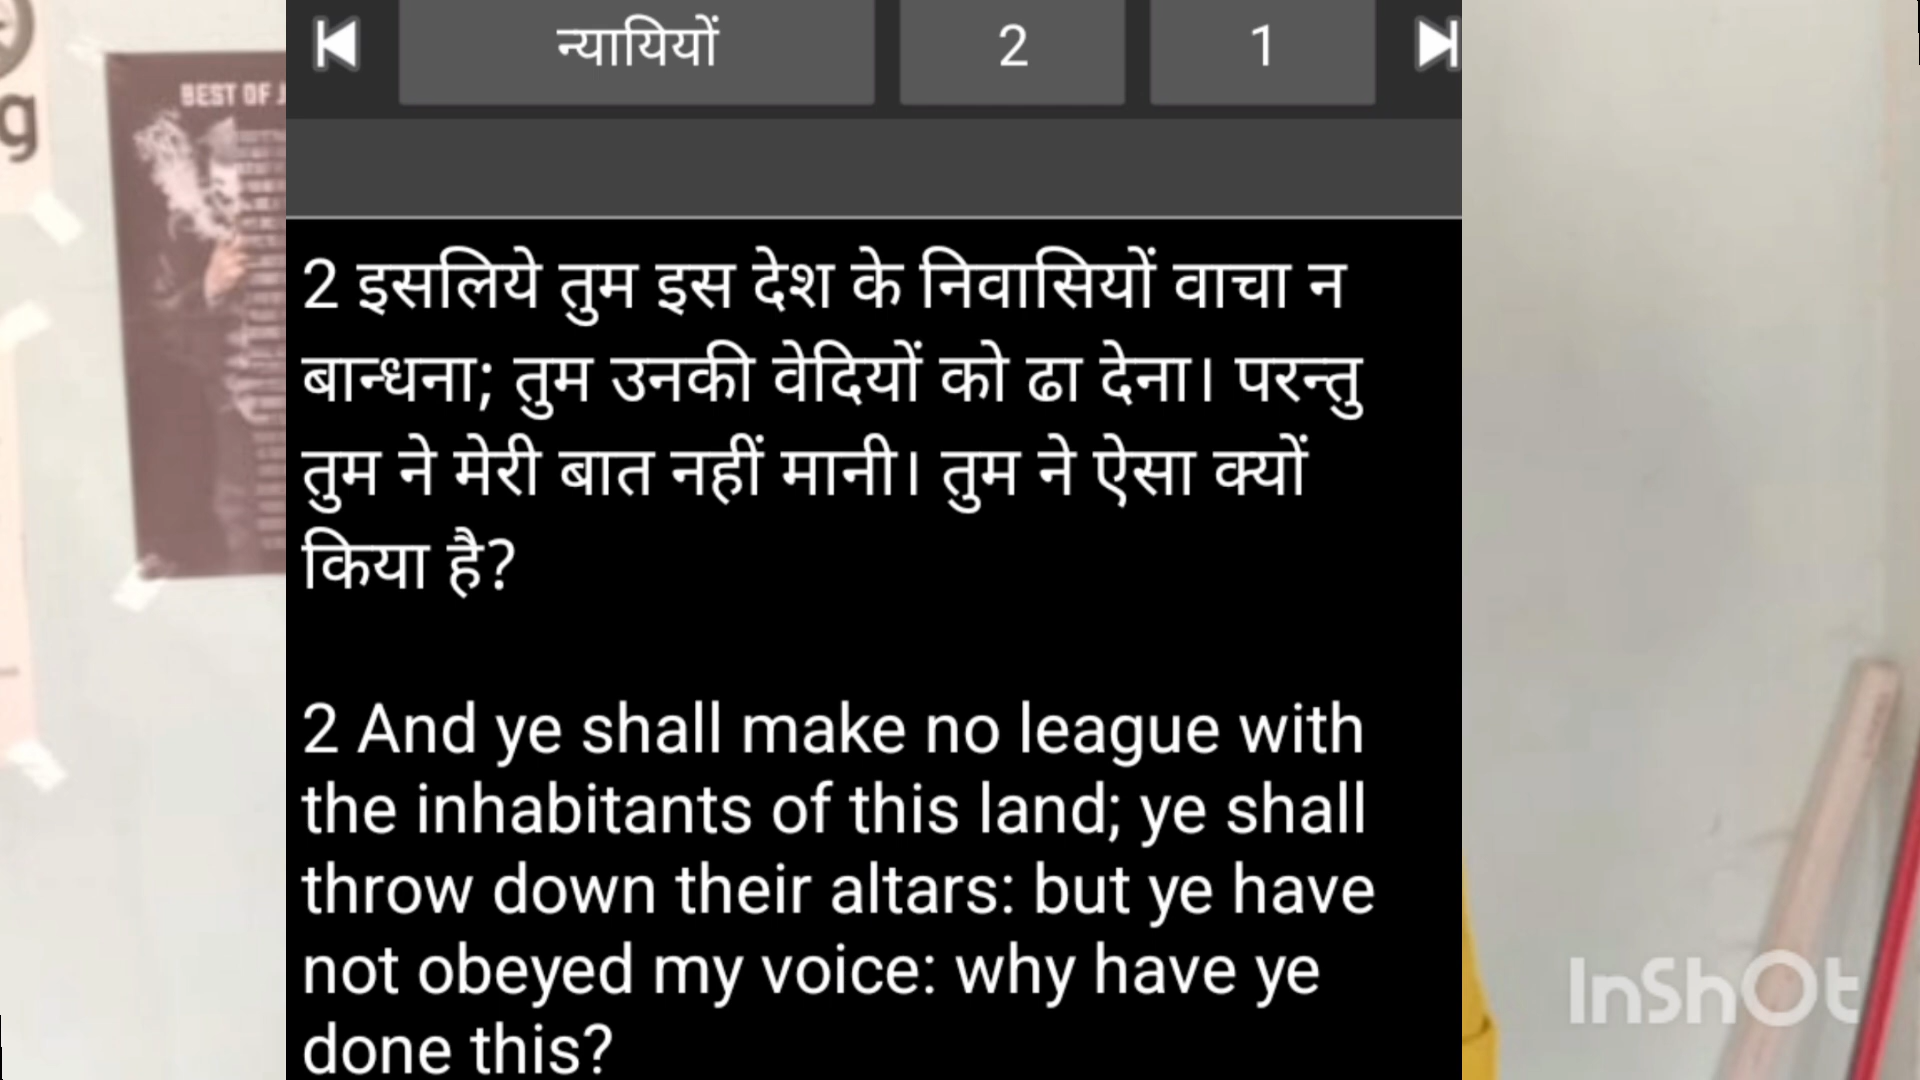 g
BEST OF J
न्यायियों 2 1
2 इसलिये तुम इस देश के निवासियों वाचा न
बान्धना; तुम उनकी वेदियों को ढा देना। परन्तु
तुम ने मेरी बात नहीं मानी। तुम ने ऐसा क्यों
किया है?
2 And ye shall make no league with
the inhabitants of this land; ye shall
throw down their altars: but ye have
not obeyed my voice: why have ye
done this?
InShOt